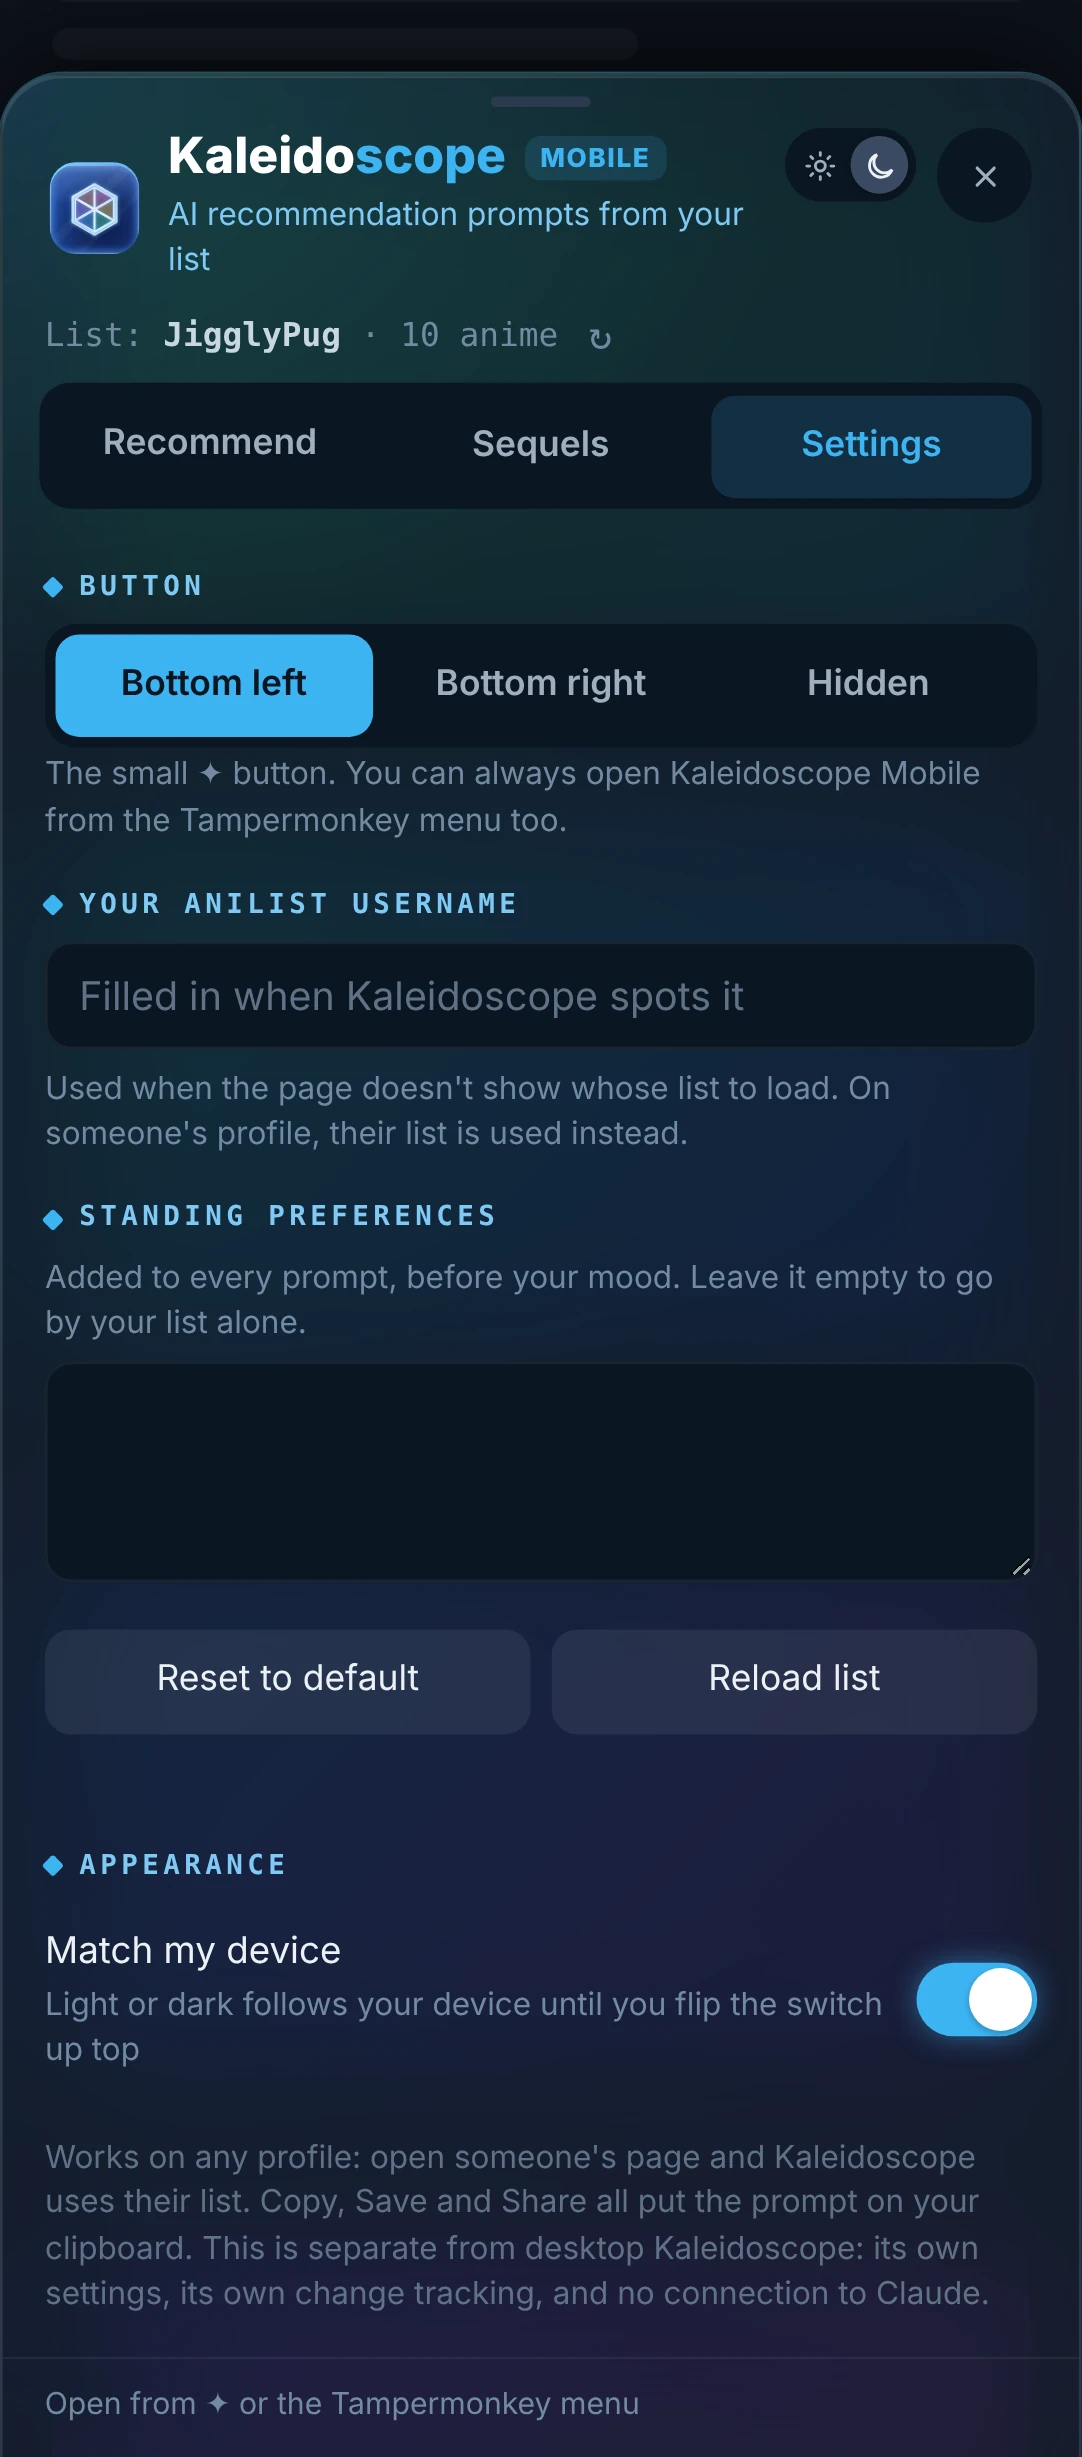 Kaleidoscope MOBILE
AI recommendation prompts from your
list
List: JigglyPug · 10 anime ↻
Recommend Sequels Settings
BUTTON
Bottom left Bottom right Hidden
The small ✦ button. You can always open Kaleidoscope Mobile
from the Tampermonkey menu too.
YOUR ANILIST USERNAME
Filled in when Kaleidoscope spots it
Used when the page doesn't show whose list to load. On
someone's profile, their list is used instead.
STANDING PREFERENCES
Added to every prompt, before your mood. Leave it empty to go
by your list alone.
Reset to default Reload list
APPEARANCE
Match my device
Light or dark follows your device until you flip the switch
up top
Works on any profile: open someone's page and Kaleidoscope
uses their list. Copy, Save and Share all put the prompt on your
clipboard. This is separate from desktop Kaleidoscope: its own
settings, its own change tracking, and no connection to Claude.
Open from ✦ or the Tampermonkey menu